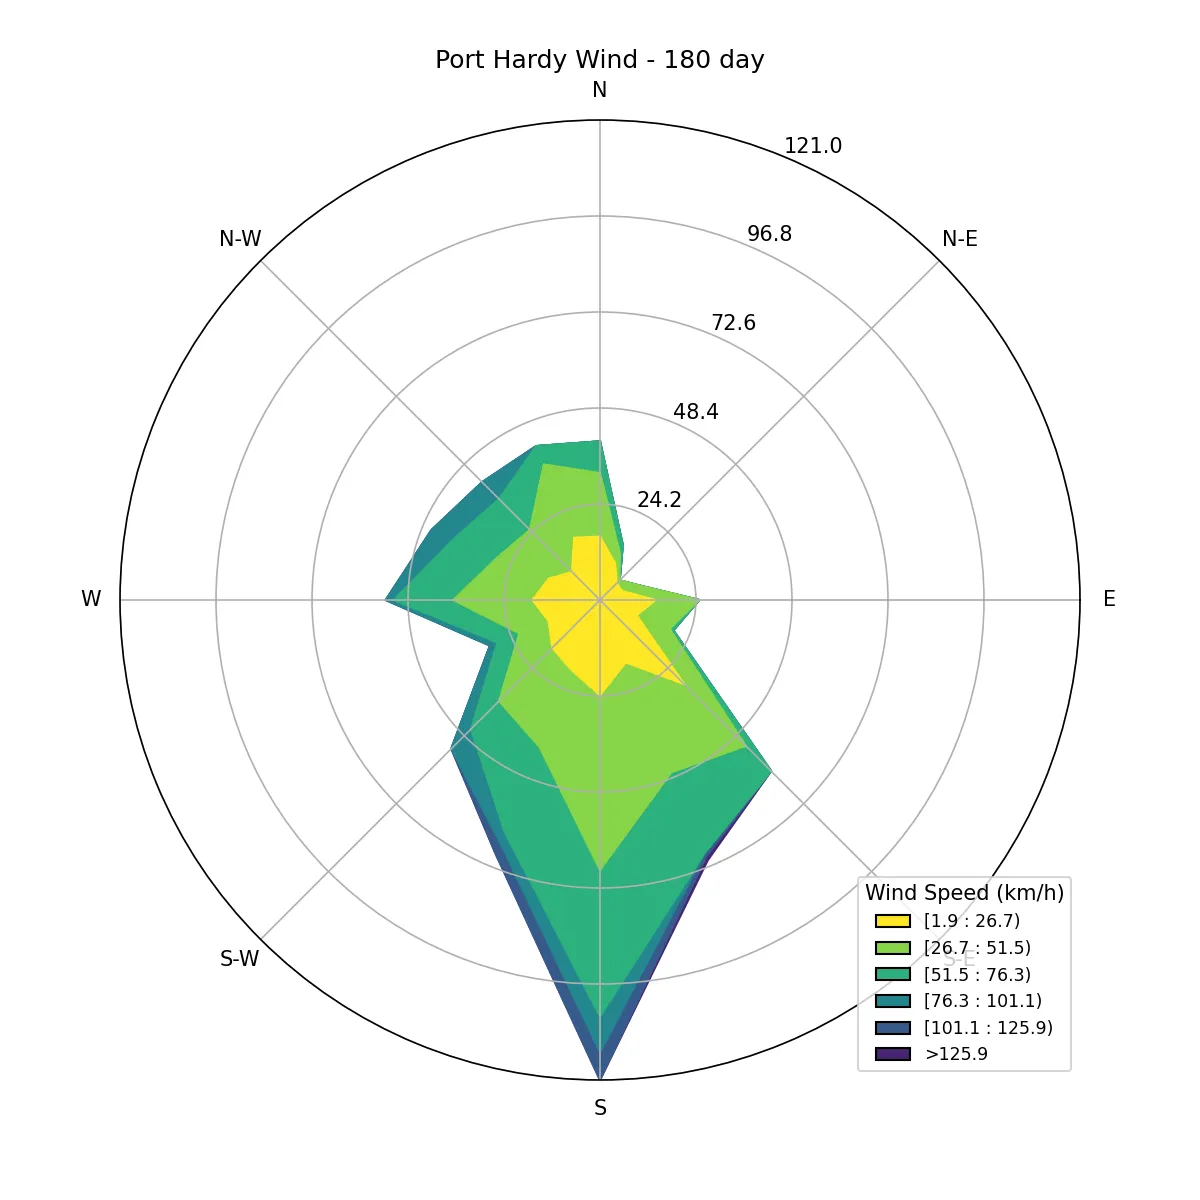 Port Hardy Wind - 180 day
N
121.0
N-W
96.8
N-E
72.6
48.4
24.2
W
E
Wind Speed (km/h)
[1.9 : 26.7)
[26.7 : 51.5)
[51.5 : 76.3)
[76.3 : 101.1)
[101.1 : 125.9)
>125.9
S-W
S-E
S